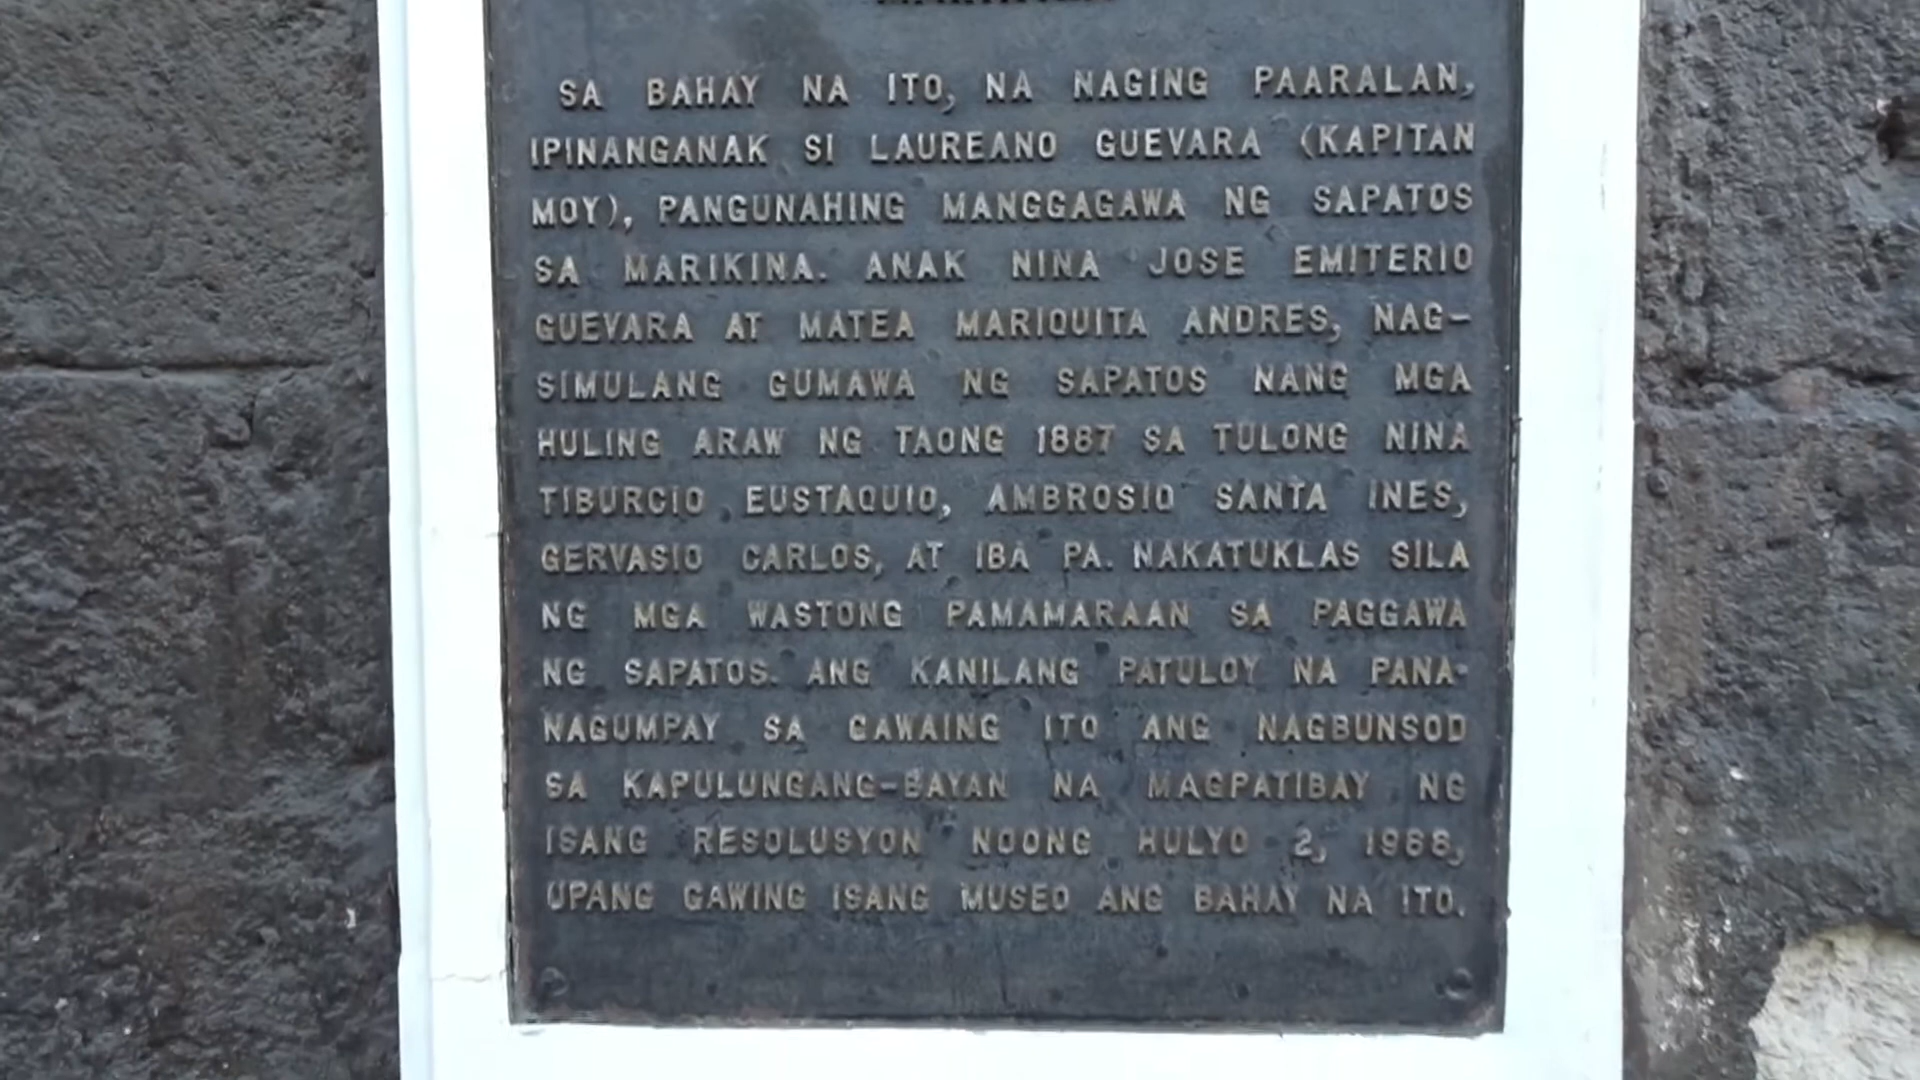 SA BAHAY NA ITO, NA NAGING PAARALAN,
IPINANGANAK SI LAUREANO GUEVARA (KAPITAN
MOY), PANGUNAHING MANGGAGAWA NG SAPATOS
SA MARIKINA. ANAK NINA JOSE EMITERIO
GUEVARA AT MATEA MARIQUITA ANDRES, NAG-
SIMULANG GUMAWA NG SAPATOS NANG MGA
HULING ARAW NG TAONG 1887 SA TULONG NINA
TIBURCIO EUSTAQUIO, AMBROSIO SANTA INES,
GERVASIO CARLOS, AT IBA PA. NAKATUKLAS SILA
NG MGA WASTONG PAMAMARAAN SA PAGGAWA
NG SAPATOS. ANG KANILANG PATULOY NA PANA-
NAGUMPAY SA GAWAING ITO ANG NAGBUNSOD
SA KAPULUNGANG-BAYAN NA MAGPATIBAY NG
ISANG RESOLUSYON NOONG HULYO 2, 1968,
UPANG GAWING ISANG MUSEO ANG BAHAY NA ITO.